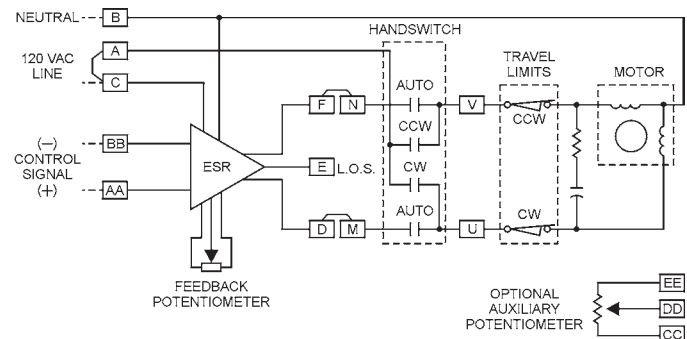 NEUTRAL
B
HANDSWITCH
A
120 VAC
LINE
C
TRAVEL
LIMITS
MOTOR
AUTO
F
N
V
CCW
CCW
(−)
BB
CONTROL
SIGNAL
(+)
AA
ESR
E
L.O.S.
CW
AUTO
D
M
U
CW
FEEDBACK
POTENTIOMETER
OPTIONAL
AUXILIARY
POTENTIOMETER
EE
DD
CC